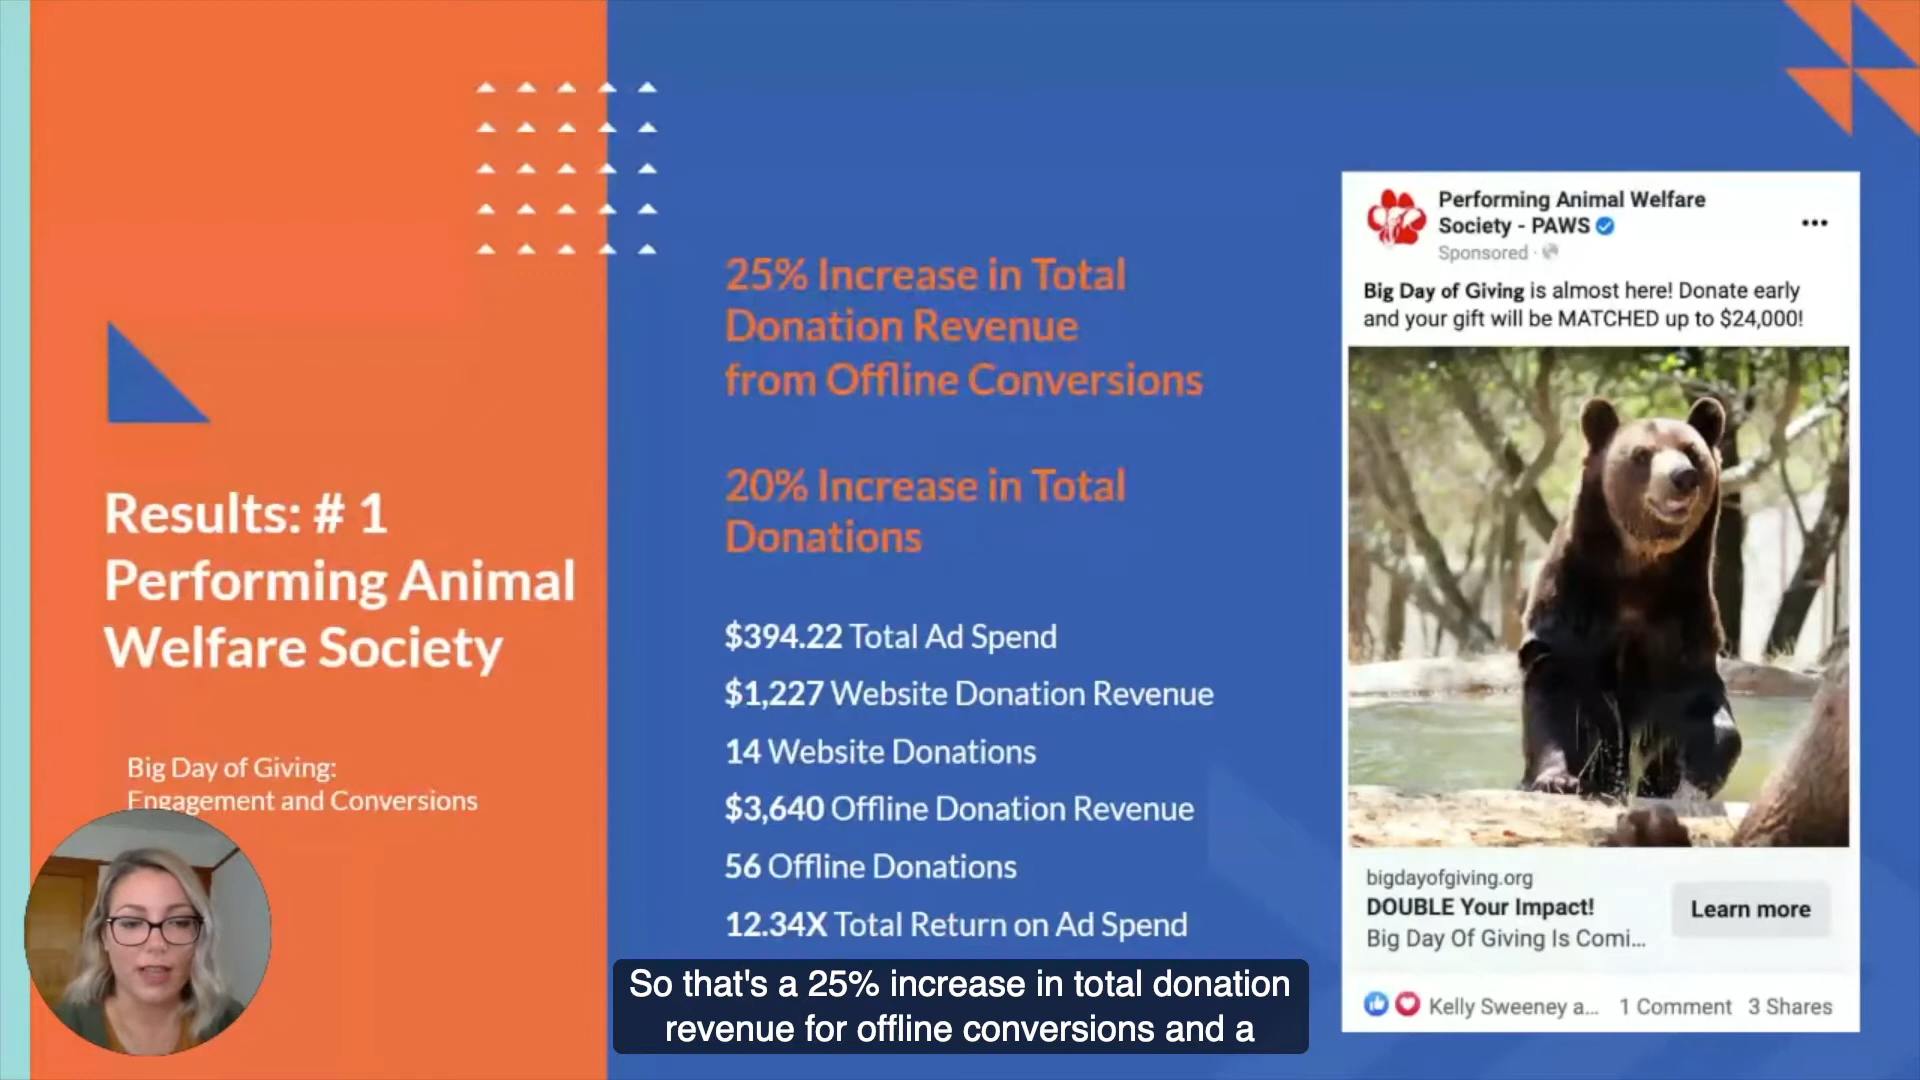 Results: # 1
Performing Animal
Welfare Society
Big Day of Giving:
Engagement and Conversions
25% Increase in Total
Donation Revenue
from Offline Conversions
20% Increase in Total
Donations
$394.22 Total Ad Spend
$1,227 Website Donation Revenue
14 Website Donations
$3,640 Offline Donation Revenue
56 Offline Donations
12.34X Total Return on Ad Spend
Performing Animal Welfare
Society - PAWS
Sponsored ·
Big Day of Giving is almost here! Donate early
and your gift will be MATCHED up to $24,000!
bigdayofgiving.org
DOUBLE Your Impact!
Big Day Of Giving Is Comi...
Learn more
Kelly Sweeney a... 1 Comment 3 Shares
So that's a 25% increase in total donation
revenue for offline conversions and a